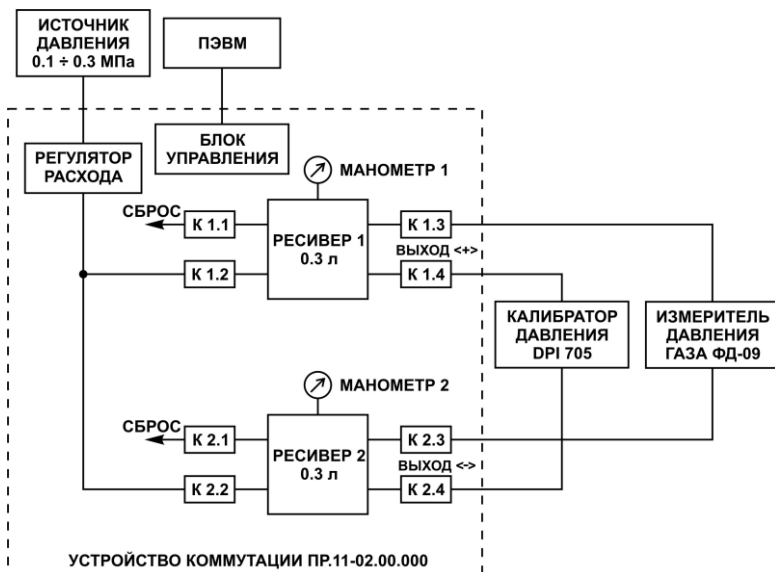 ИСТОЧНИК
ДАВЛЕНИЯ
0.1 ÷ 0.3 МПа
ПЭВМ
РЕГУЛЯТОР
РАСХОДА
БЛОК
УПРАВЛЕНИЯ
МАНОМЕТР 1
СБРОС
К 1.1
К 1.2
РЕСИВЕР 1
0.3 л
К 1.3
ВЫХОД <+>
К 1.4
КАЛИБРАТОР
ДАВЛЕНИЯ
DPI 705
ИЗМЕРИТЕЛЬ
ДАВЛЕНИЯ
ГАЗА ФД-09
МАНОМЕТР 2
СБРОС
К 2.1
К 2.2
РЕСИВЕР 2
0.3 л
К 2.3
ВЫХОД <->
К 2.4
УСТРОЙСТВО КОММУТАЦИИ ПР.11-02.00.000